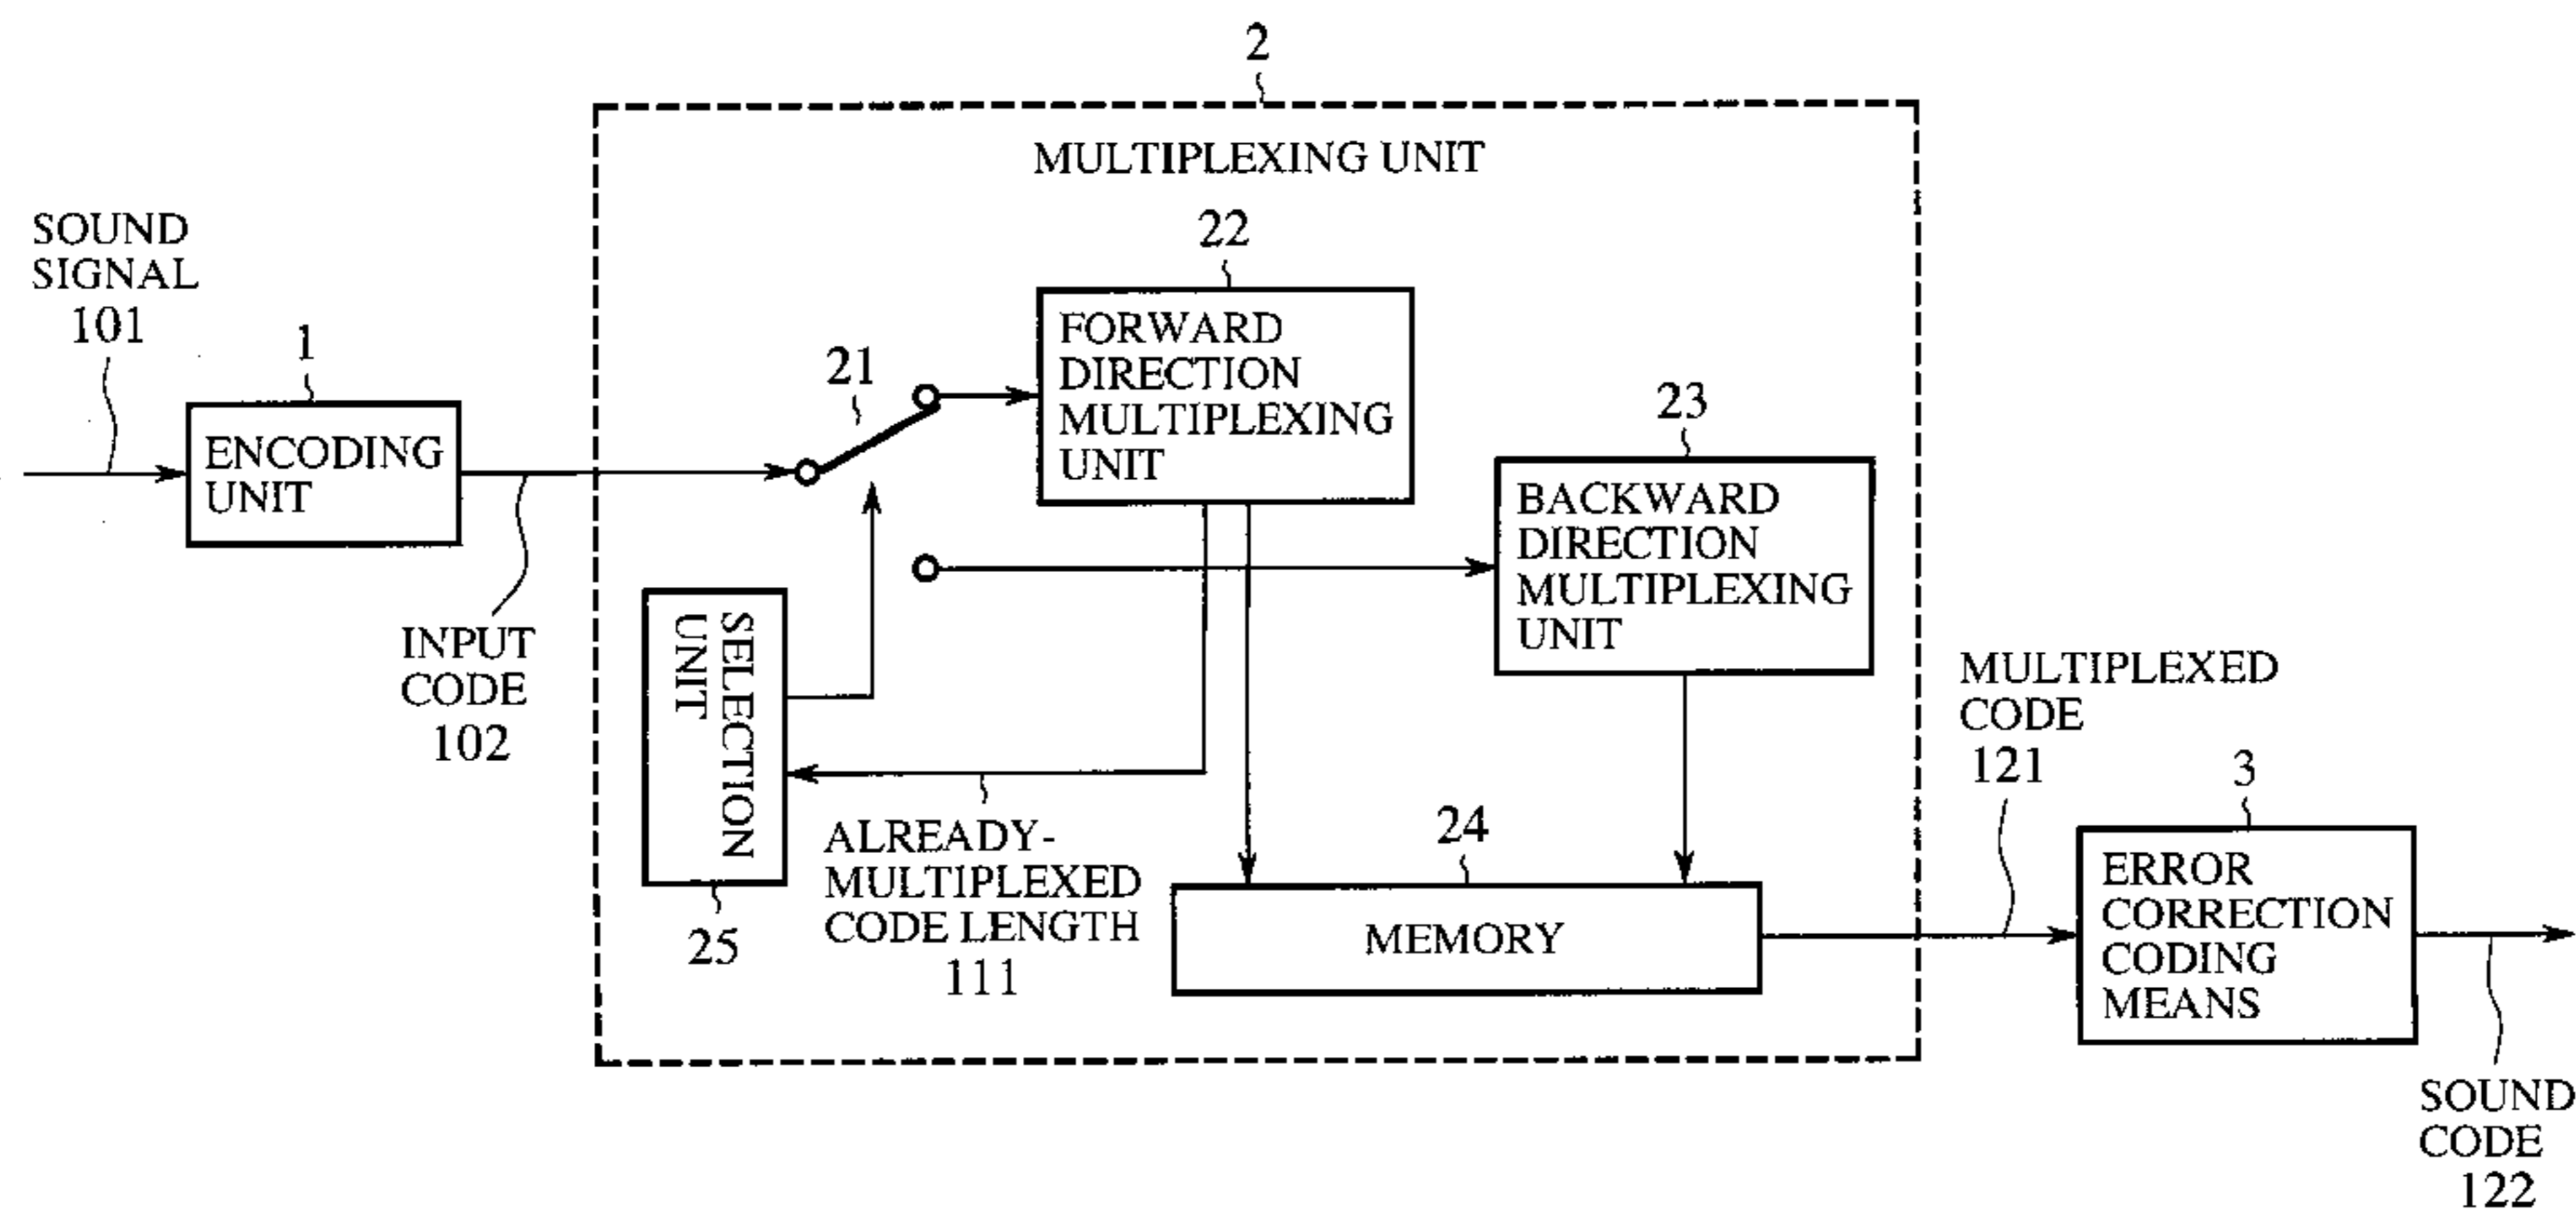 2
MULTIPLEXING UNIT
SOUND
SIGNAL
101
1
ENCODING
UNIT
INPUT
CODE
102
21
22
FORWARD
DIRECTION
MULTIPLEXING
UNIT
23
BACKWARD
DIRECTION
MULTIPLEXING
UNIT
SELECTION
UNIT
25
ALREADY-
MULTIPLEXED
CODE LENGTH
111
24
MEMORY
MULTIPLEXED
CODE
121
3
ERROR
CORRECTION
CODING
MEANS
SOUND
CODE
122